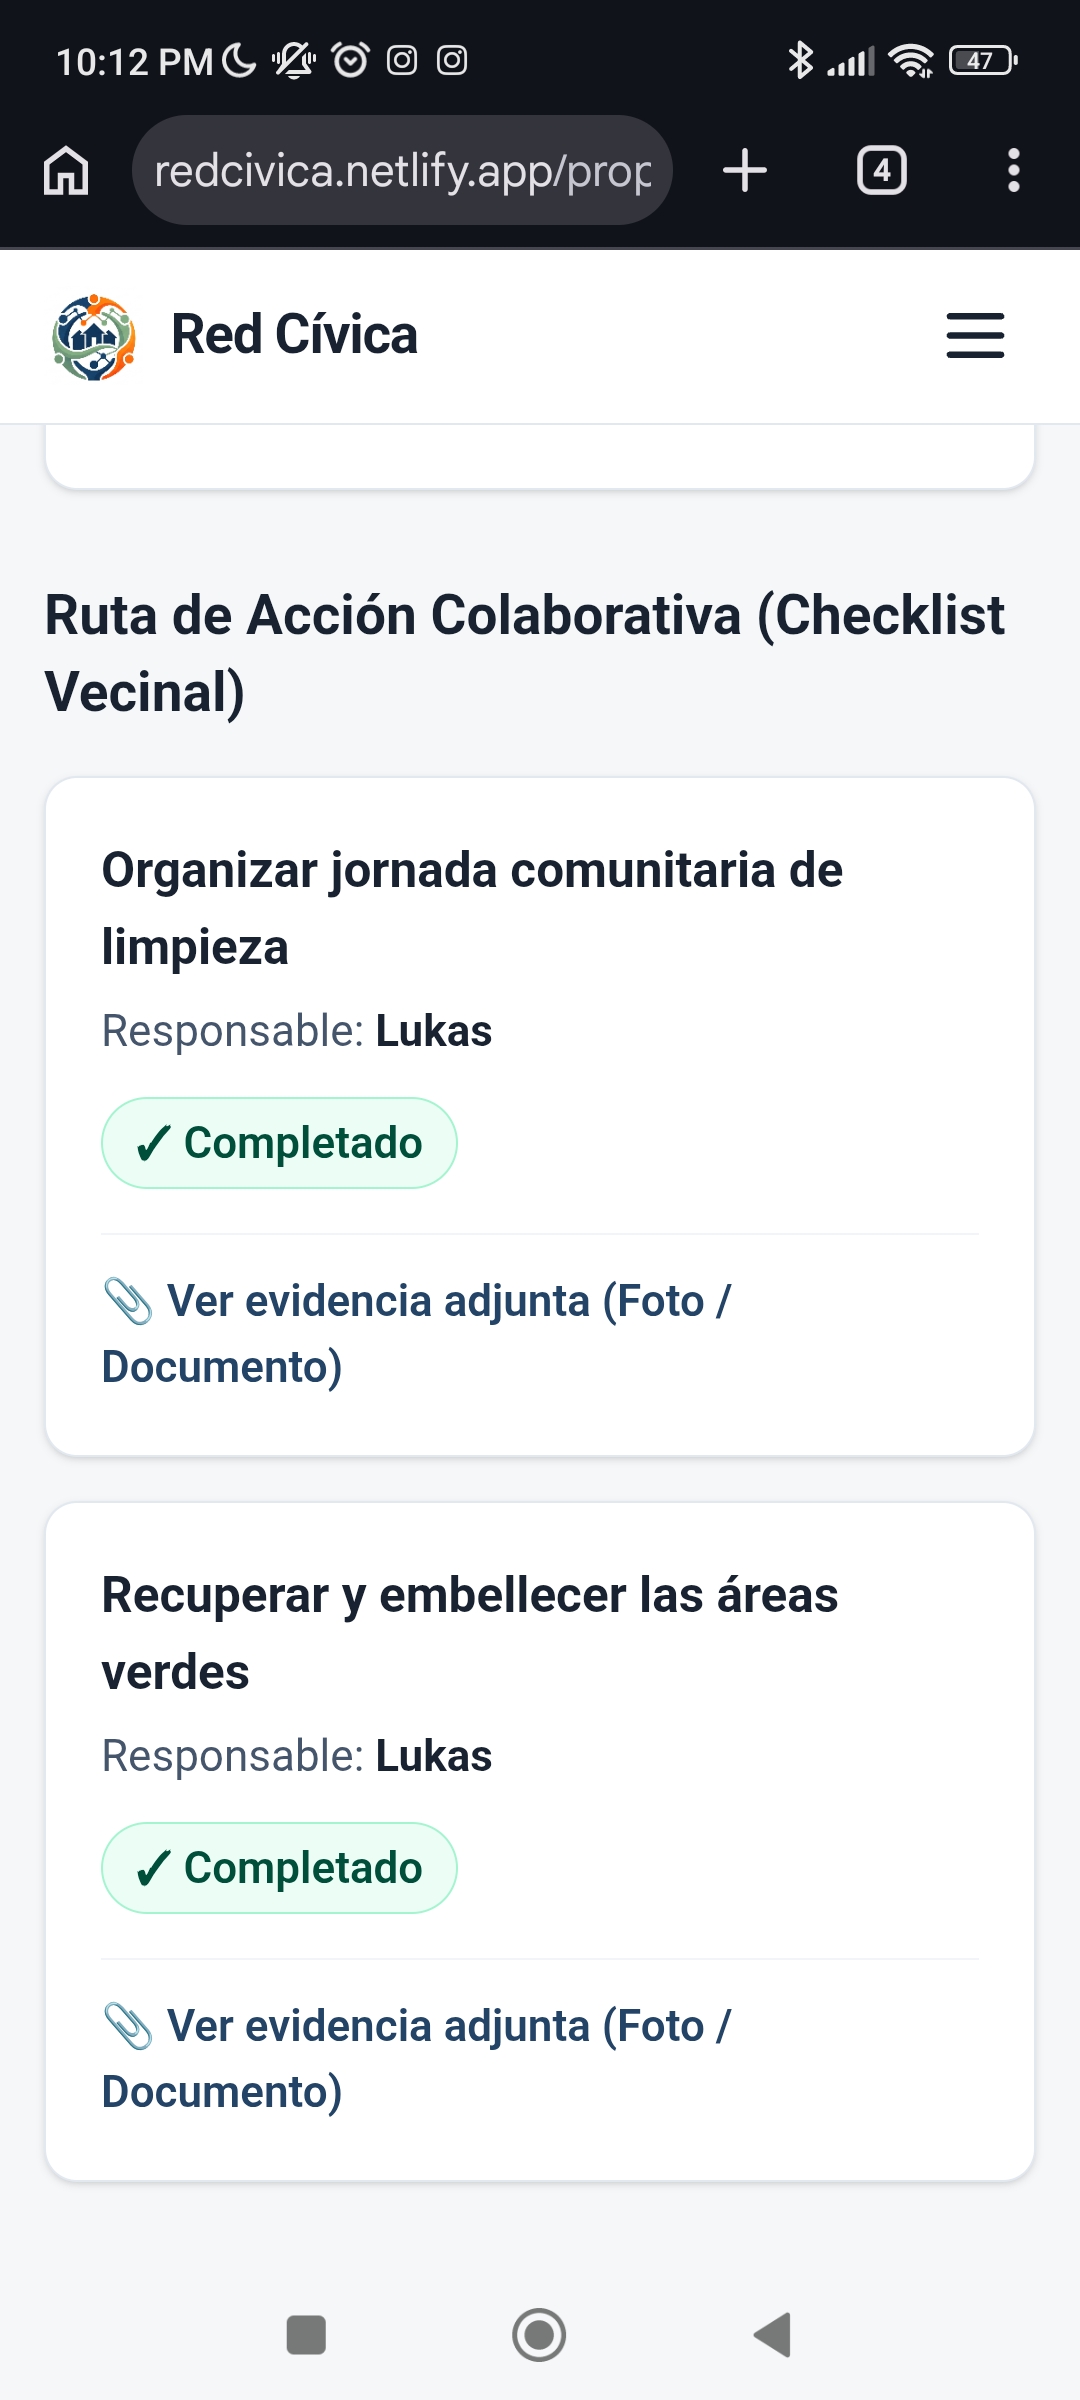 10:12 PM
47
redcivica.netlify.app/prop
4
Red Cívica
Ruta de Acción Colaborativa (Checklist
Vecinal)
Organizar jornada comunitaria de
limpieza
Responsable: Lukas
✓ Completado
📎 Ver evidencia adjunta (Foto /
Documento)
Recuperar y embellecer las áreas
verdes
Responsable: Lukas
✓ Completado
📎 Ver evidencia adjunta (Foto /
Documento)